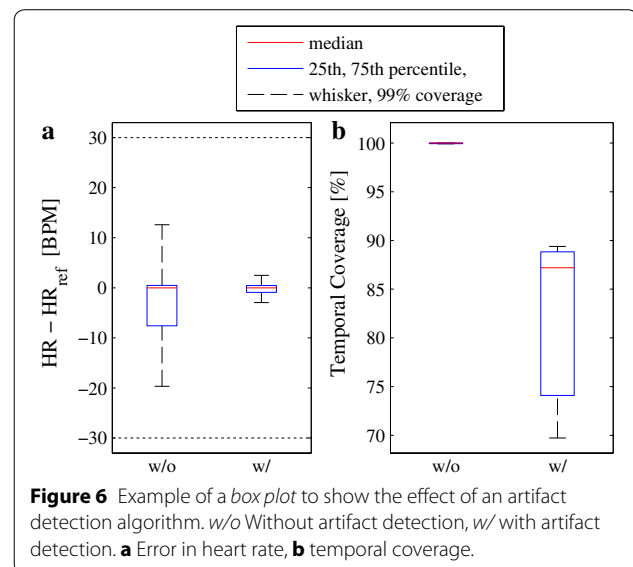 median
25th, 75th percentile,
whisker, 99% coverage
a
b
HR − HR_ref [BPM]
30
20
10
0
−10
−20
−30
w/o
w/
Temporal Coverage [%]
100
95
90
85
80
75
70
w/o
w/
Figure 6 Example of a box plot to show the effect of an artifact
detection algorithm. w/o Without artifact detection, w/ with artifact
detection. a Error in heart rate, b temporal coverage.